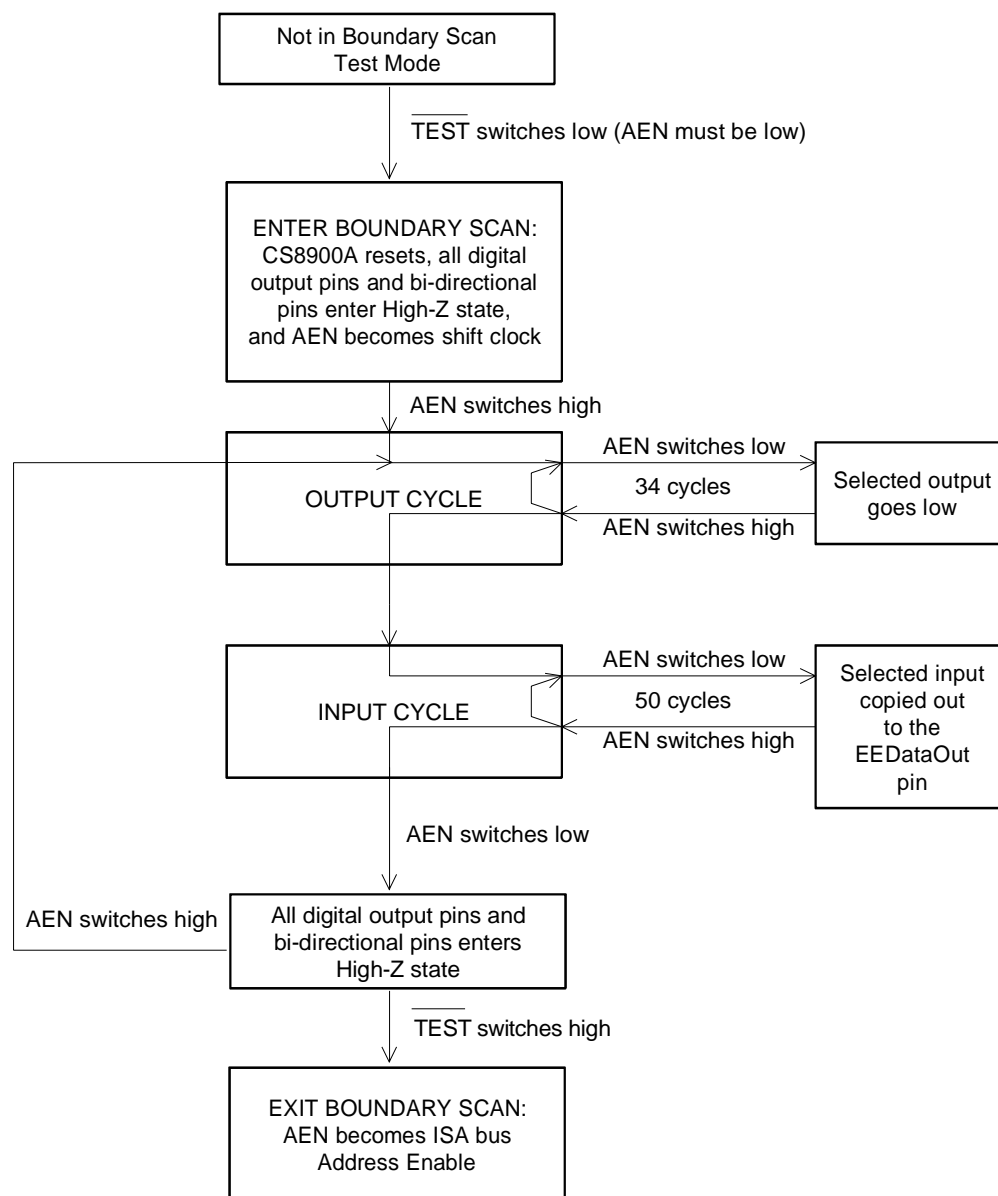 Not in Boundary Scan
Test Mode
TEST switches low (AEN must be low)
ENTER BOUNDARY SCAN:
CS8900A resets, all digital
output pins and bi-directional
pins enter High-Z state,
and AEN becomes shift clock
AEN switches high
OUTPUT CYCLE
AEN switches low
34 cycles
AEN switches high
Selected output
goes low
INPUT CYCLE
AEN switches low
50 cycles
AEN switches high
Selected input
copied out
to the
EEDataOut
pin
AEN switches low
AEN switches high
All digital output pins and
bi-directional pins enters
High-Z state
TEST switches high
EXIT BOUNDARY SCAN:
AEN becomes ISA bus
Address Enable